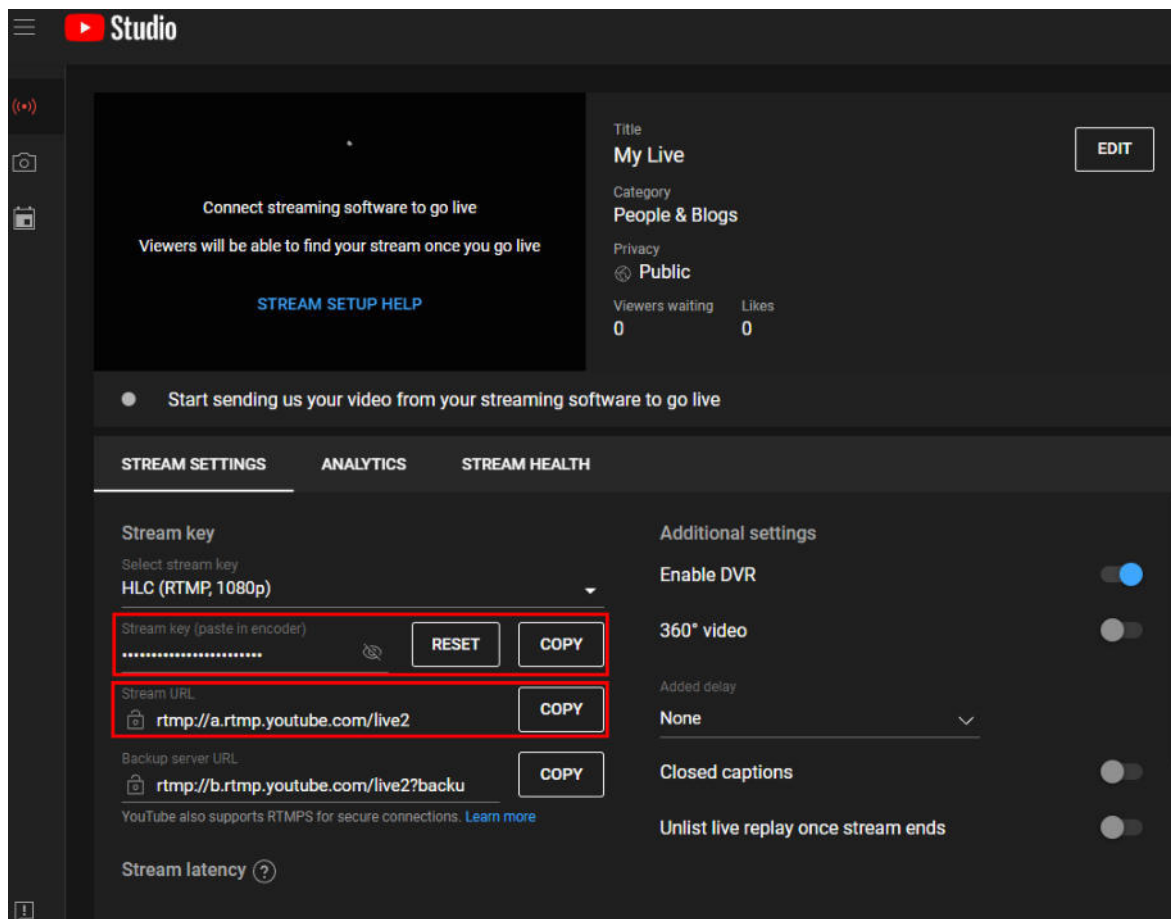 Studio
Connect streaming software to go live
Viewers will be able to find your stream once you go live
STREAM SETUP HELP
Title
My Live
EDIT
Category
People & Blogs
Privacy
Public
Viewers waiting Likes
0 0
Start sending us your video from your streaming software to go live
STREAM SETTINGS ANALYTICS STREAM HEALTH
Stream key
Select stream key
HLC (RTMP, 1080p)
Stream key (paste in encoder)
•••••••••••••••••••••••• RESET COPY
Stream URL
rtmp://a.rtmp.youtube.com/live2 COPY
Backup server URL
rtmp://b.rtmp.youtube.com/live2?backu COPY
YouTube also supports RTMPS for secure connections. Learn more
Stream latency ?
Additional settings
Enable DVR
360° video
Added delay
None
Closed captions
Unlist live replay once stream ends